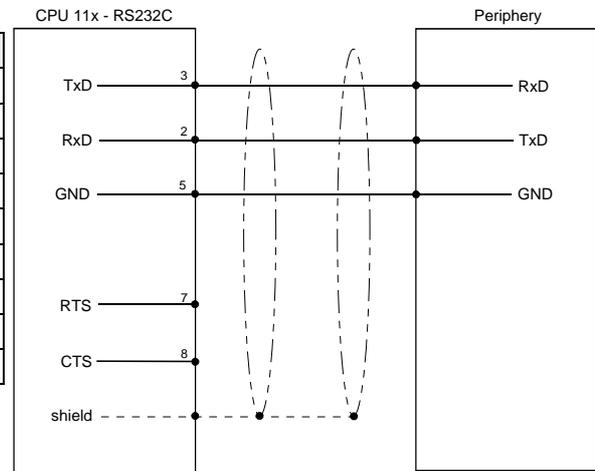 CPU 11x - RS232C Periphery
TxD 3 RxD
RxD 2 TxD
GND 5 GND
RTS 7
CTS 8
shield